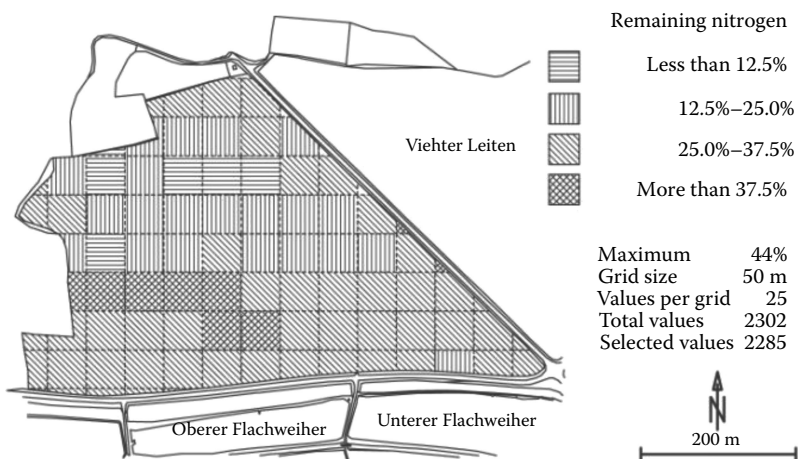 Remaining nitrogen
Less than 12.5%
12.5%–25.0%
25.0%–37.5%
More than 37.5%
Viehter Leiten
Maximum 44%
Grid size 50 m
Values per grid 25
Total values 2302
Selected values 2285
N
200 m
Oberer Flachweiher
Unterer Flachweiher